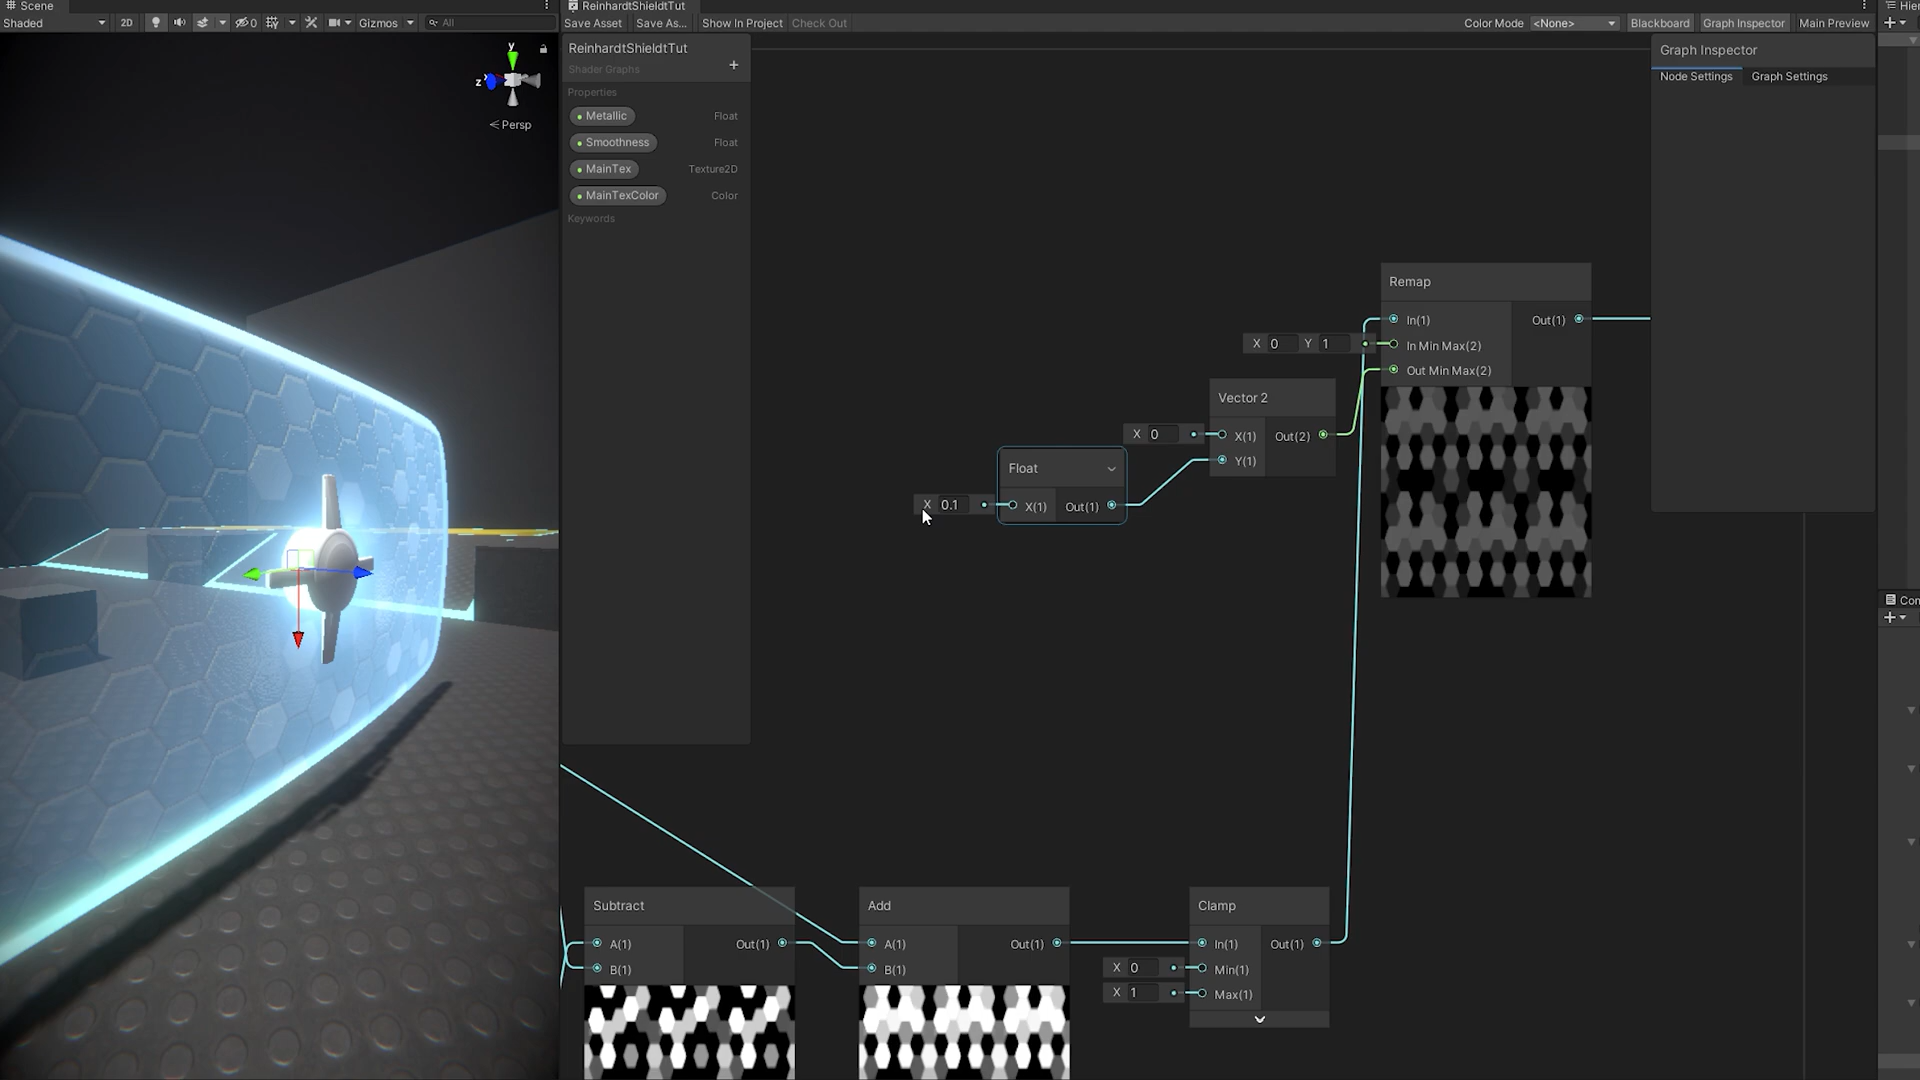 Scene
ReinhardtShieldtTut
Hier
Shaded
2D
0
Gizmos
All
Save Asset
Save As...
Show In Project
Check Out
Color Mode
<None>
Blackboard
Graph Inspector
Main Preview
y
z
Persp
ReinhardtShieldtTut
Shader Graphs
Properties
Metallic Float
Smoothness Float
MainTex Texture2D
MainTexColor Color
Keywords
Graph Inspector
Node Settings Graph Settings
Remap
In(1) Out(1)
X 0 Y 1 In Min Max(2)
Out Min Max(2)
Vector 2
X 0 X(1) Out(2)
Y(1)
Float
X 0.1 X(1) Out(1)
Con
Subtract
A(1) Out(1)
B(1)
Add
A(1) Out(1)
B(1)
Clamp
In(1) Out(1)
X 0 Min(1)
X 1 Max(1)